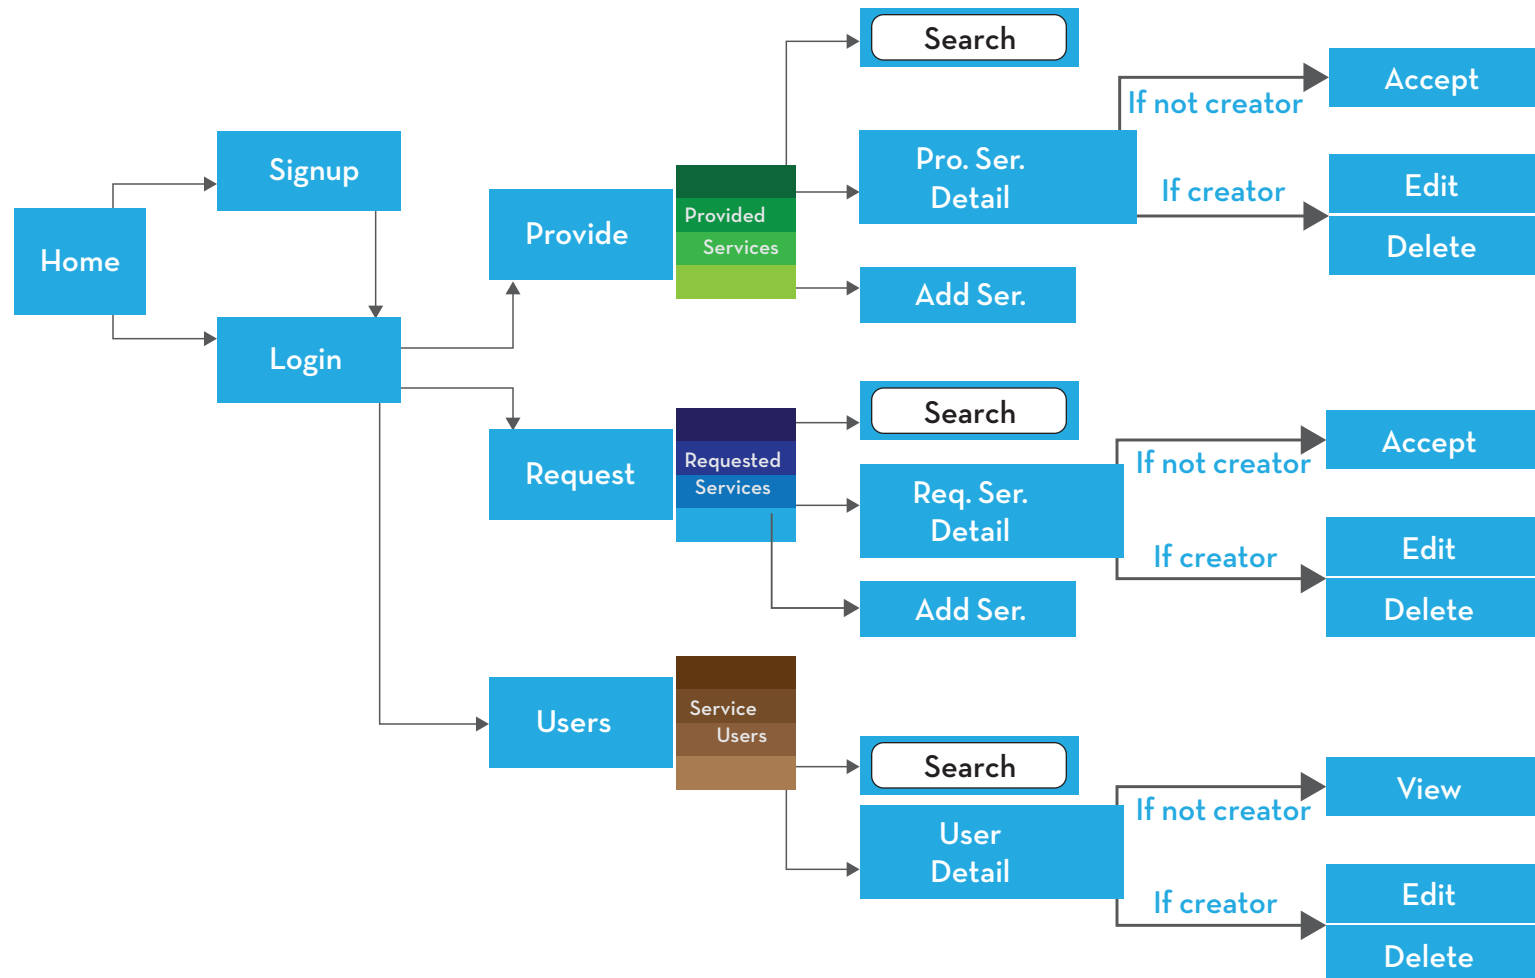 Home
Signup
Login
Provide
Provided
Services
Search
Pro. Ser.
Detail
Add Ser.
If not creator
Accept
If creator
Edit
Delete
Request
Requested
Services
Search
Req. Ser.
Detail
Add Ser.
If not creator
Accept
If creator
Edit
Delete
Users
Service
Users
Search
User
Detail
If not creator
View
If creator
Edit
Delete